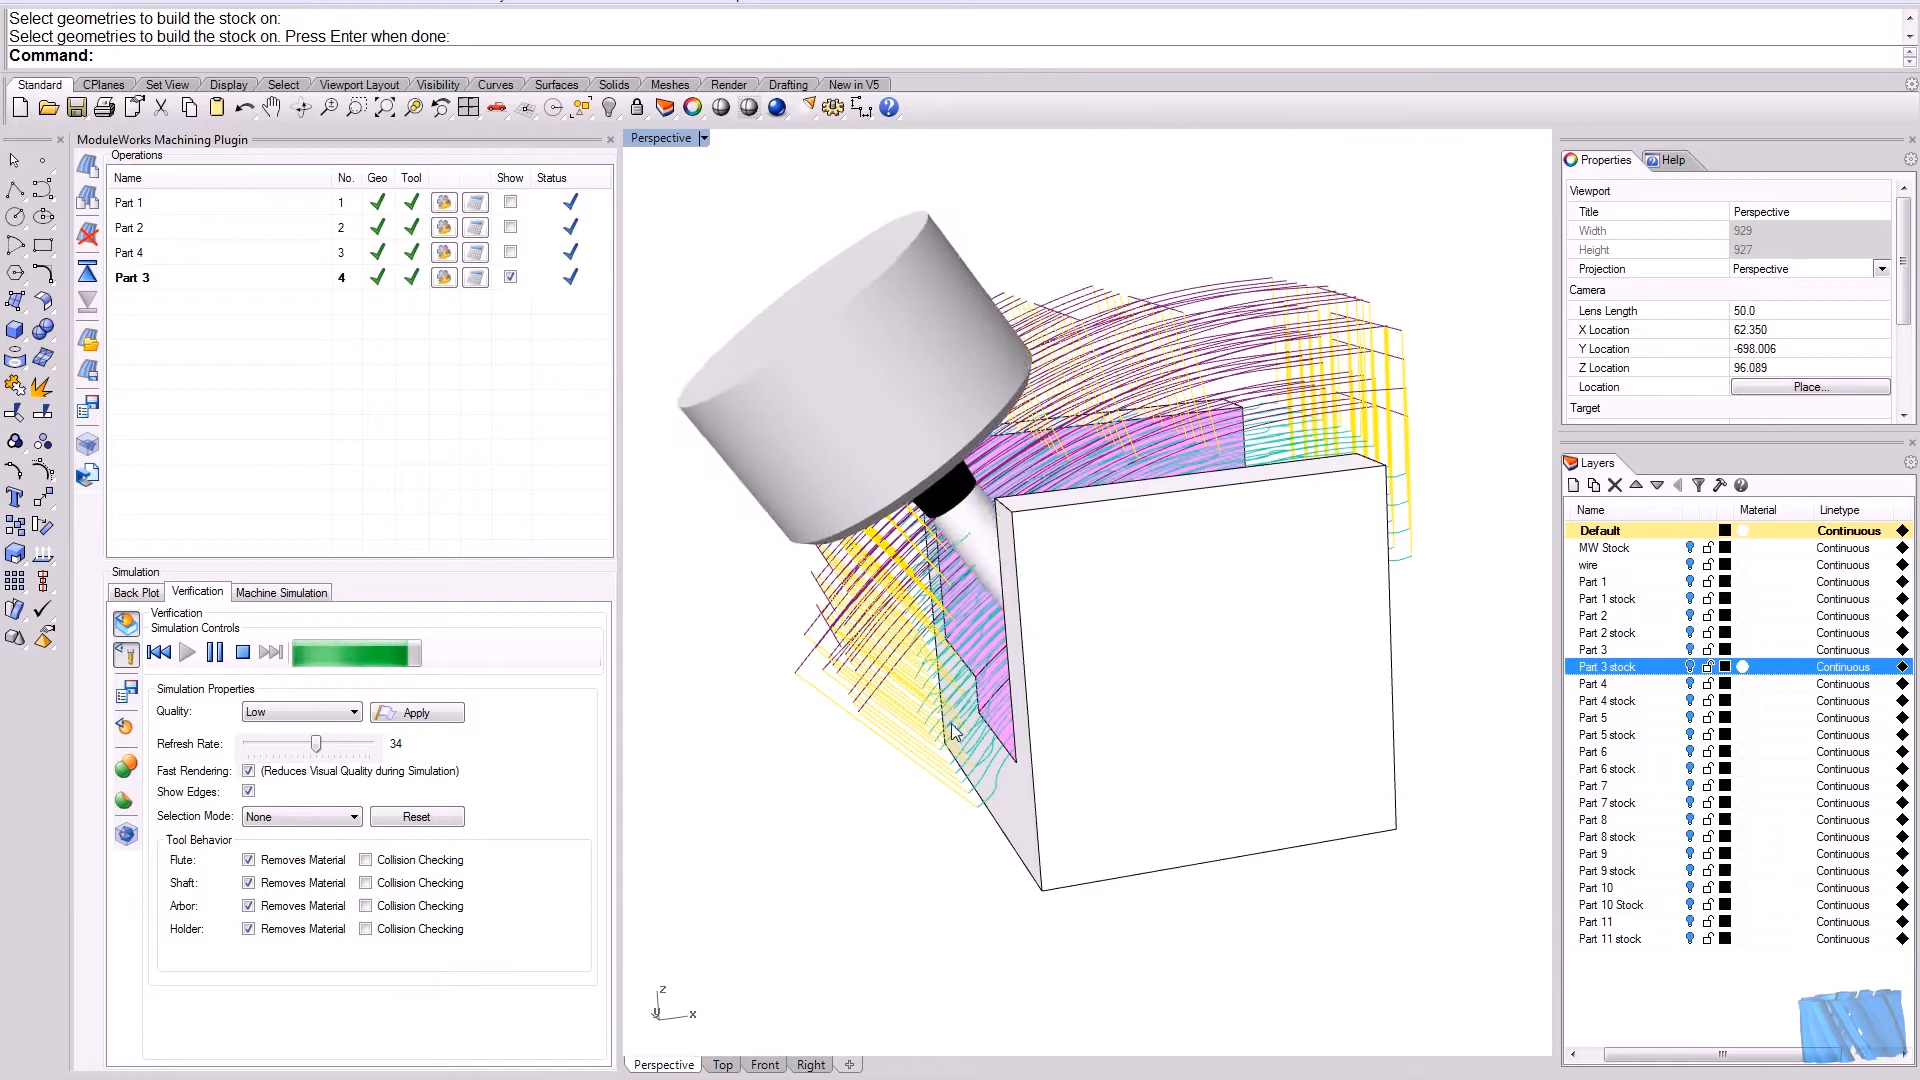 Select geometries to build the stock on:
Select geometries to build the stock on. Press Enter when done:
Command:
Standard CPlanes Set View Display Select Viewport Layout Visibility Curves Surfaces Solids Meshes Render Drafting New in V5
ModuleWorks Machining Plugin
Operations
Name No. Geo Tool Show Status
Part 1 1
Part 2 2
Part 4 3
Part 3 4
Simulation
Back Plot Verification Machine Simulation
Verification
Simulation Controls
Simulation Properties
Quality: Low Apply
Refresh Rate: 34
Fast Rendering: (Reduces Visual Quality during Simulation)
Show Edges:
Selection Mode: None Reset
Tool Behavior
Flute: Removes Material Collision Checking
Shaft: Removes Material Collision Checking
Arbor: Removes Material Collision Checking
Holder: Removes Material Collision Checking
Perspective
z
y x
Perspective Top Front Right
Properties Help
Viewport
Title Perspective
Width 929
Height 927
Projection Perspective
Camera
Lens Length 50.0
X Location 62.350
Y Location -698.006
Z Location 96.089
Location Place...
Target
Layers
Name Material Linetype
Default Continuous
MW Stock Continuous
wire Continuous
Part 1 Continuous
Part 1 stock Continuous
Part 2 Continuous
Part 2 stock Continuous
Part 3 Continuous
Part 3 stock Continuous
Part 4 Continuous
Part 4 stock Continuous
Part 5 Continuous
Part 5 stock Continuous
Part 6 Continuous
Part 6 stock Continuous
Part 7 Continuous
Part 7 stock Continuous
Part 8 Continuous
Part 8 stock Continuous
Part 9 Continuous
Part 9 stock Continuous
Part 10 Continuous
Part 10 Stock Continuous
Part 11 Continuous
Part 11 stock Continuous